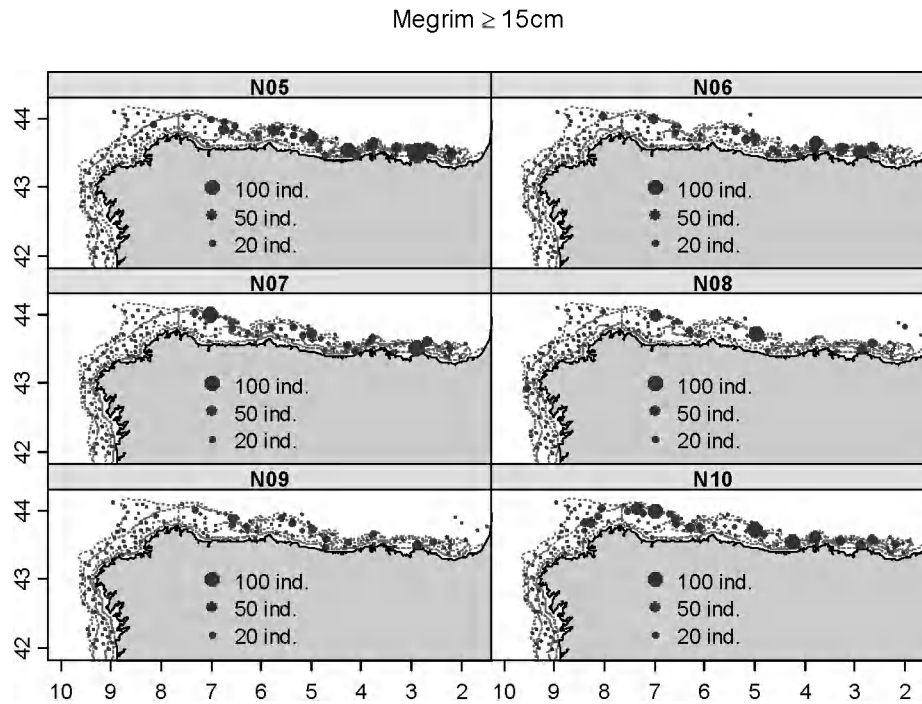 Megrim ≥ 15cm
N05 N06
44
43
42
100 ind.
50 ind.
20 ind.
100 ind.
50 ind.
20 ind.
N07 N08
44
43
42
100 ind.
50 ind.
20 ind.
100 ind.
50 ind.
20 ind.
N09 N10
44
43
42
100 ind.
50 ind.
20 ind.
100 ind.
50 ind.
20 ind.
10 9 8 7 6 5 4 3 2 10 9 8 7 6 5 4 3 2